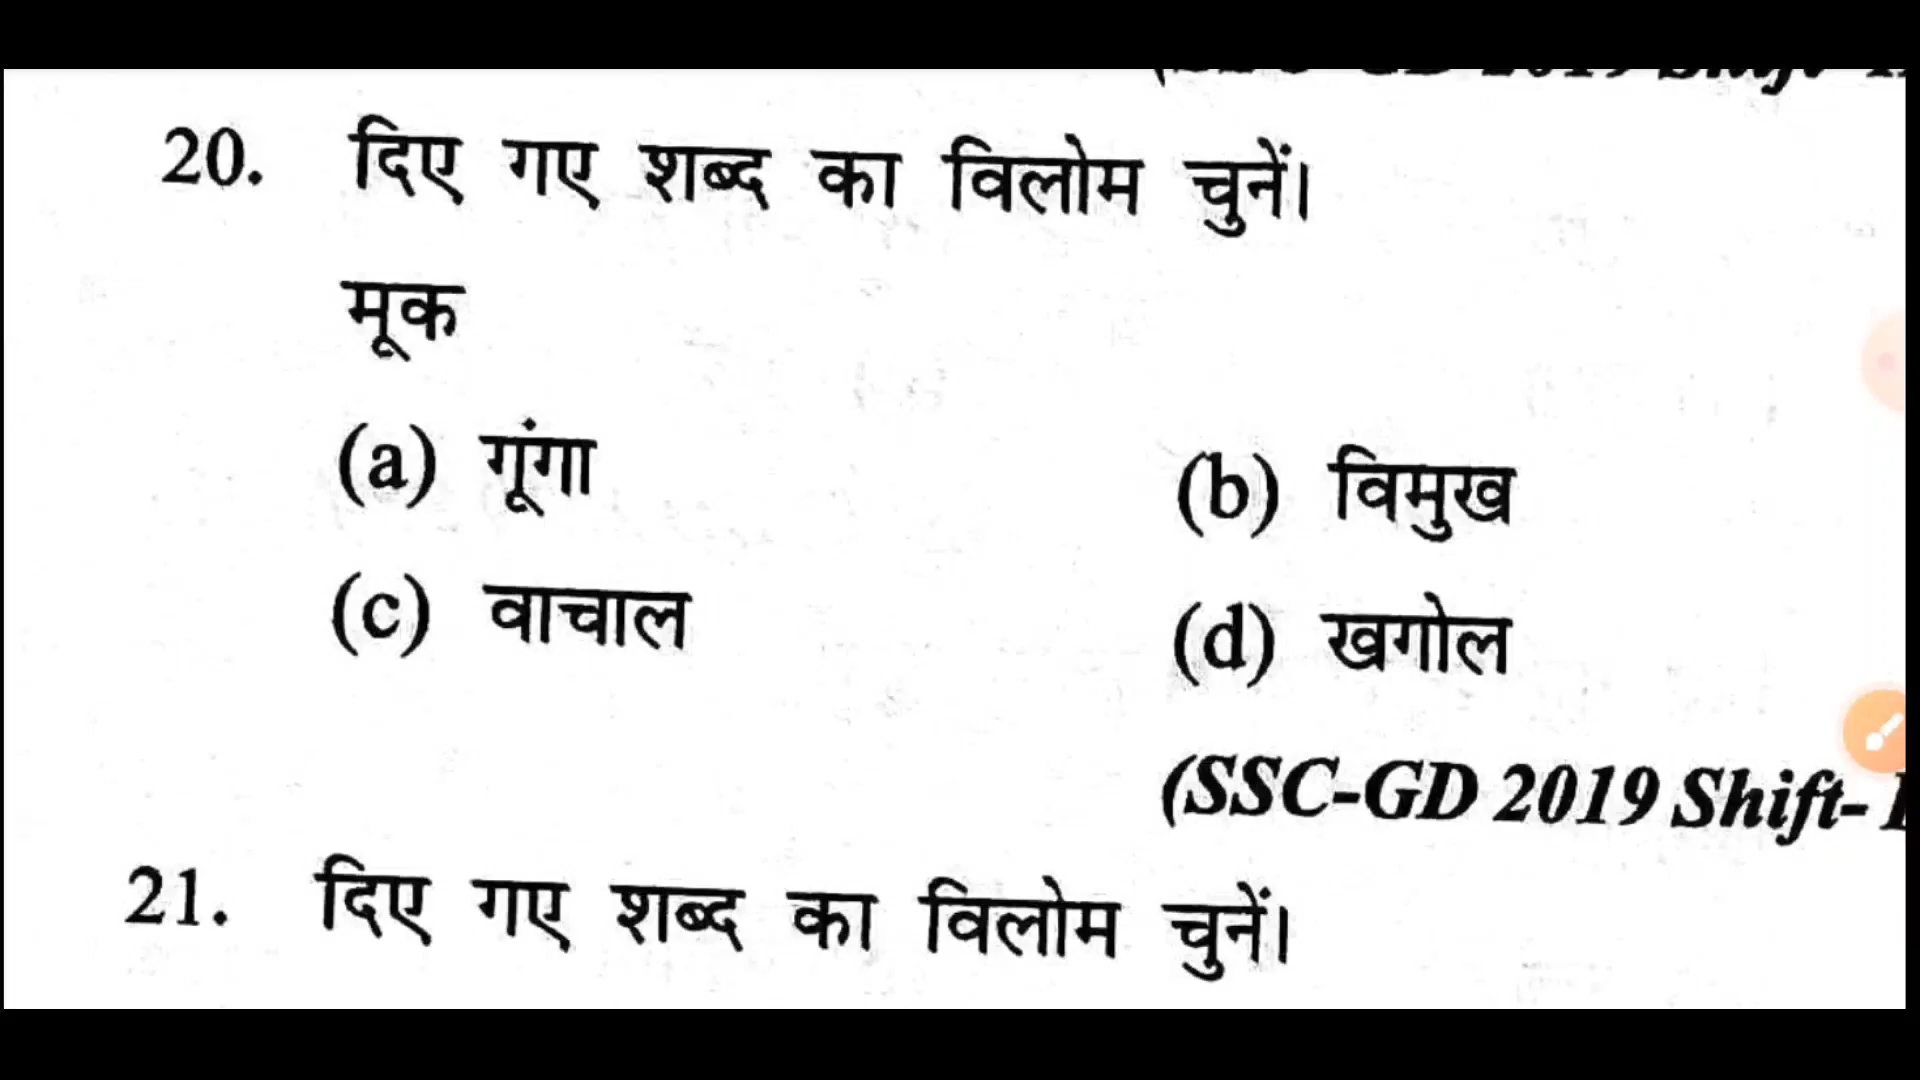 20. दिए गए शब्द का विलोम चुनें।
मूक
(a) गूंगा (b) विमुख
(c) वाचाल (d) खगोल
(SSC-GD 2019 Shift-
21. दिए गए शब्द का विलोम चुनें।